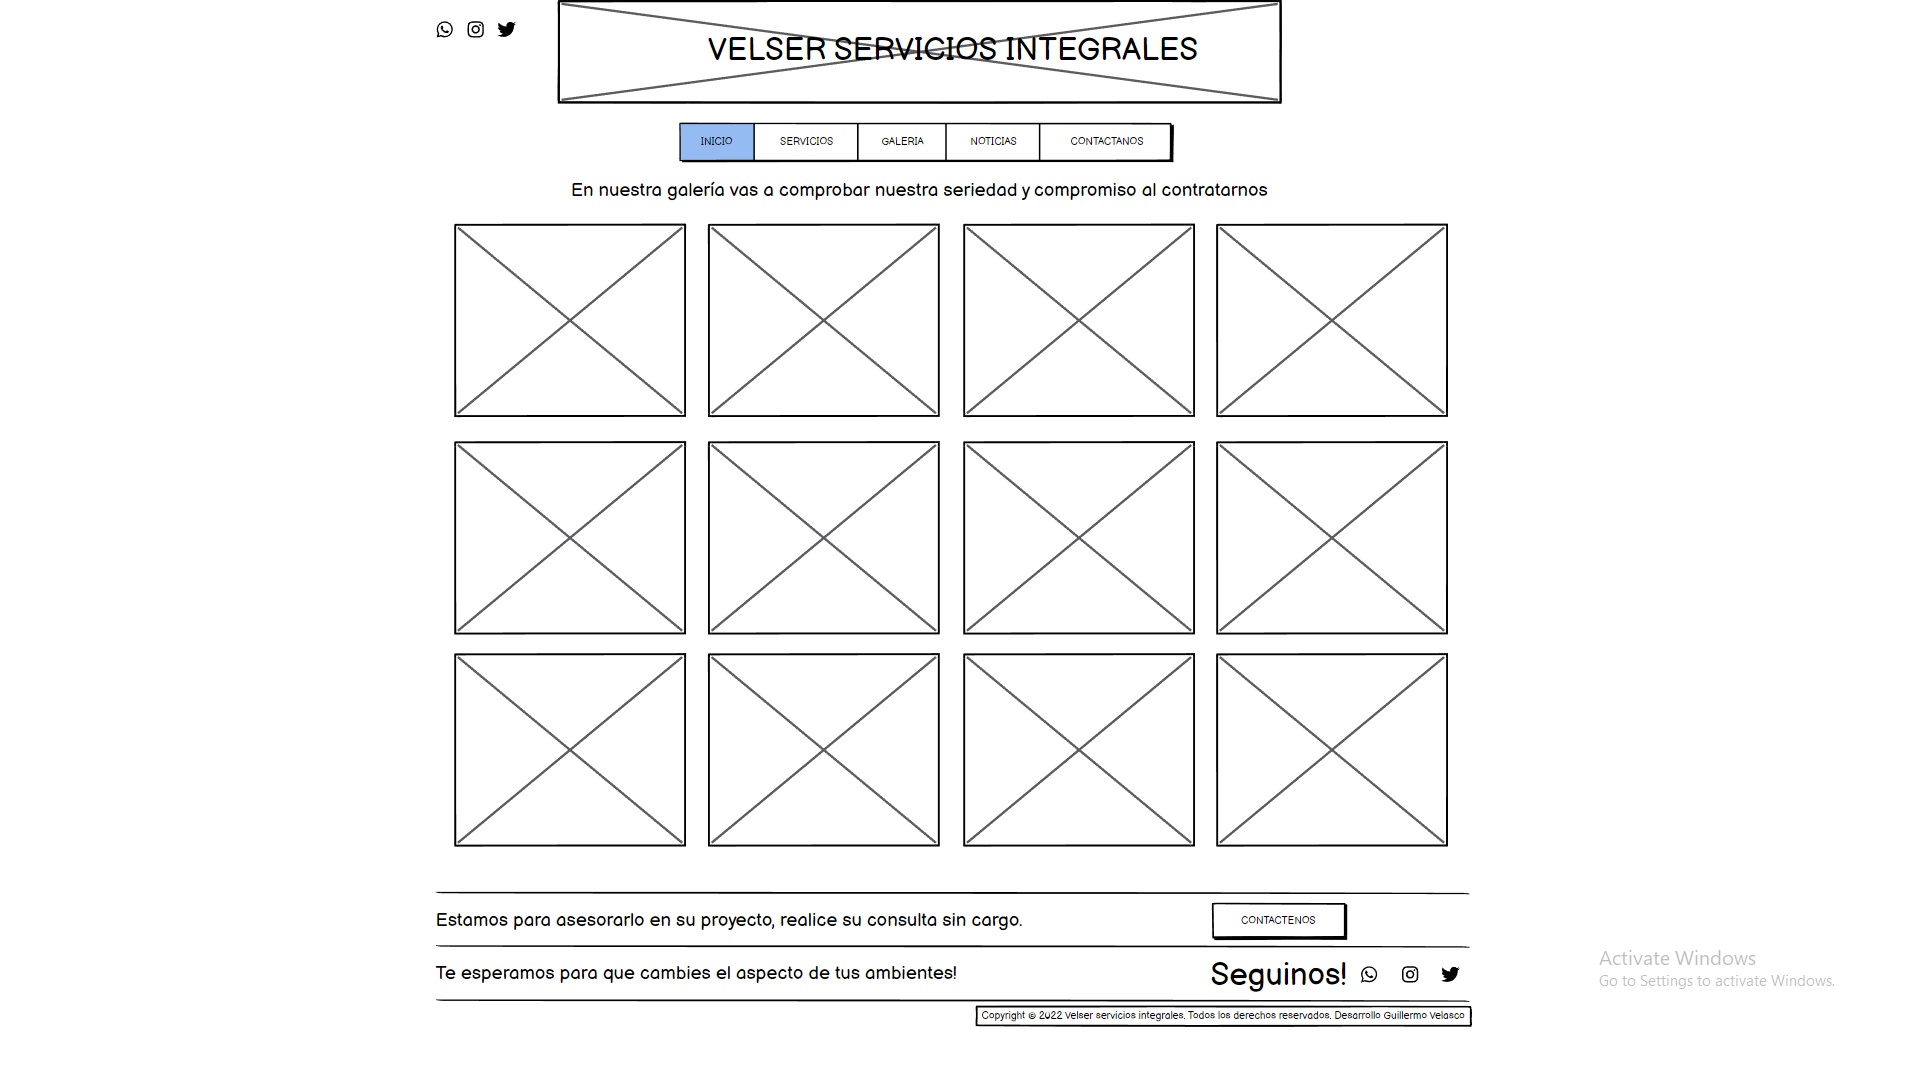 VELSER SERVICIOS INTEGRALES
INICIO SERVICIOS GALERIA NOTICIAS CONTACTANOS
En nuestra galería vas a comprobar nuestra seriedad y compromiso al contratarnos
Estamos para asesorarlo en su proyecto, realice su consulta sin cargo.
CONTACTENOS
Te esperamos para que cambies el aspecto de tus ambientes!
Seguinos!
Copyright © 2022 Velser servicios integrales. Todos los derechos reservados. Desarrollo Guillermo Velasco
Activate Windows
Go to Settings to activate Windows.